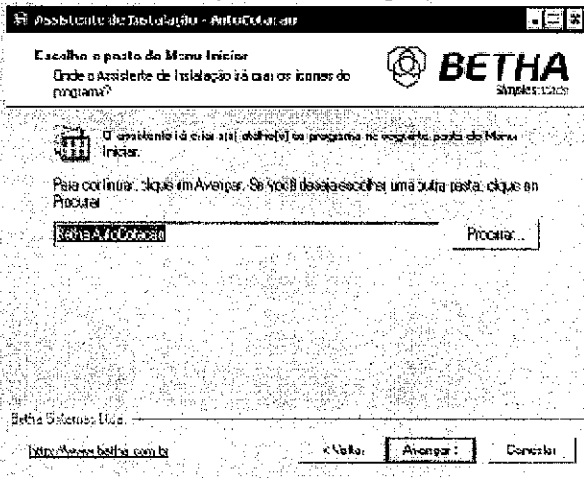 Assistente de Instalação - AutoCotacao
Escolha a pasta do Menu Iniciar
Onde o Assistente de Instalação irá criar os ícones do
programa?
BETHA
O assistente irá criar o(s) atalho(s) do programa na seguinte pasta do Menu
Iniciar.
Para continuar, clique em Avançar. Se você deseja escolher uma outra pasta, clique em
Procurar.
Betha AutoCotação
Procurar...
Betha Sistemas Ltda.
http://www.betha.com.br
< Voltar
Avançar >
Cancelar